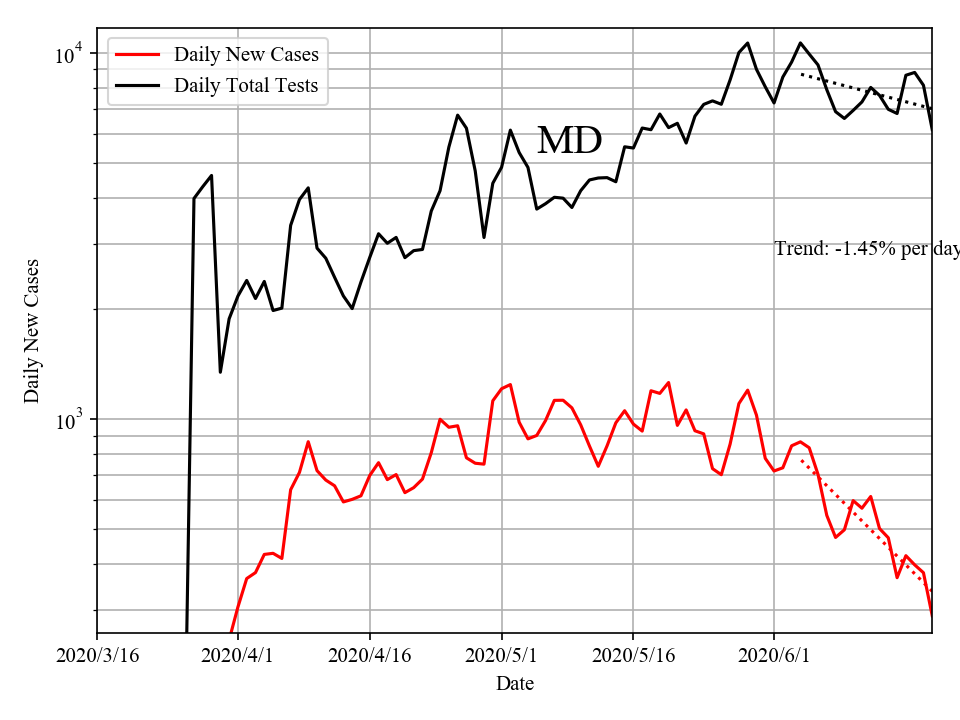 Daily New Cases
Daily Total Tests
MD
Trend: -1.45% per day
10^4
10^3
Daily New Cases
2020/3/16 2020/4/1 2020/4/16 2020/5/1 2020/5/16 2020/6/1
Date